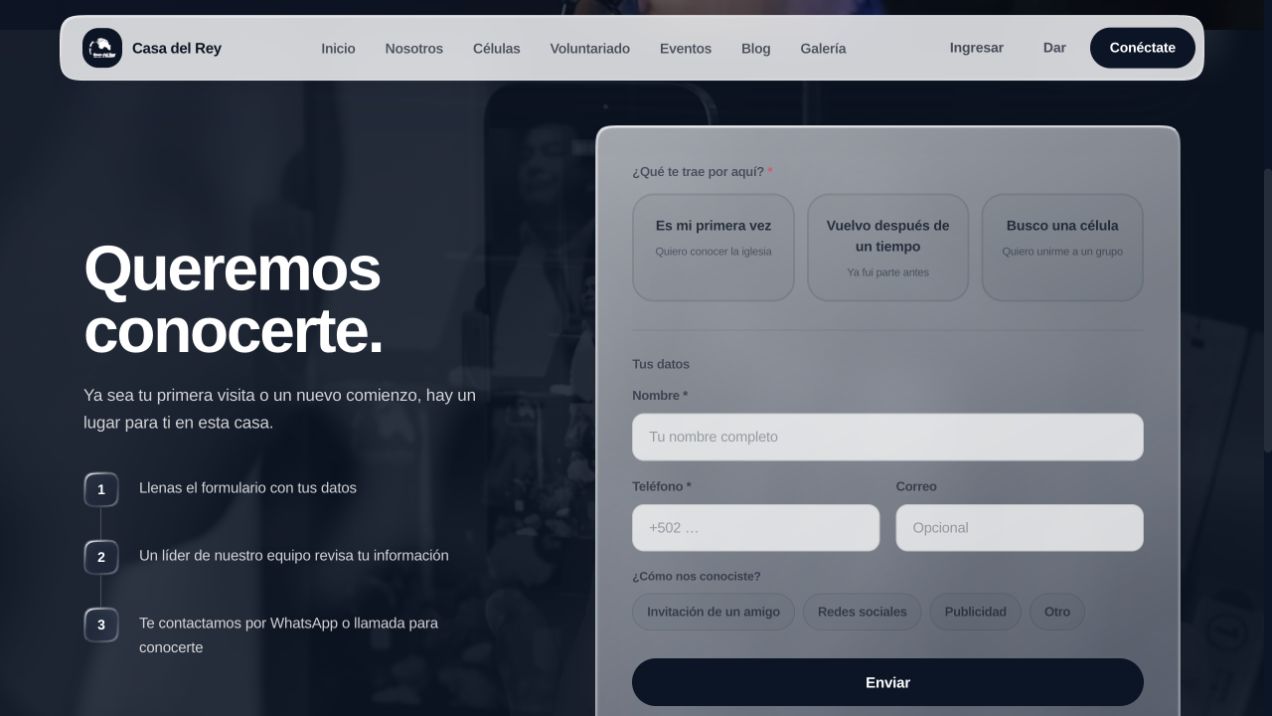 Casa del Rey
Inicio
Nosotros
Células
Voluntariado
Eventos
Blog
Galería
Ingresar
Dar
Conéctate
Queremos
conocerte.
Ya sea tu primera visita o un nuevo comienzo, hay un
lugar para ti en esta casa.
1
Llenas el formulario con tus datos
2
Un líder de nuestro equipo revisa tu información
3
Te contactamos por WhatsApp o llamada para
conocerte
¿Qué te trae por aquí? *
Es mi primera vez
Quiero conocer la iglesia
Vuelvo después de
un tiempo
Ya fui parte antes
Busco una célula
Quiero unirme a un grupo
Tus datos
Nombre *
Tu nombre completo
Teléfono *
+502 …
Correo
Opcional
¿Cómo nos conociste?
Invitación de un amigo
Redes sociales
Publicidad
Otro
Enviar